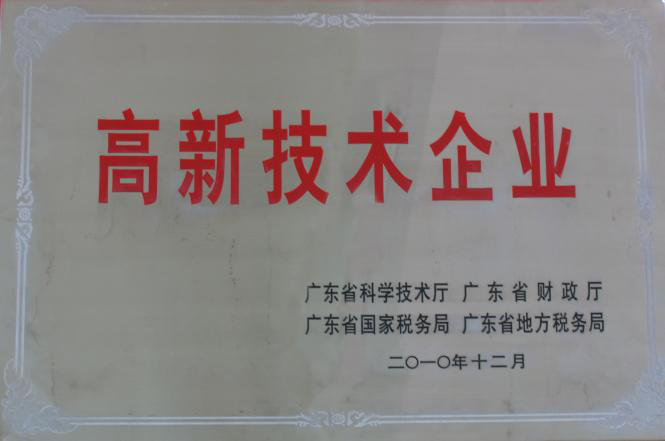 高新技术企业
广东省科学技术厅 广东省财政厅
广东省国家税务局 广东省地方税务局
二〇一〇年十二月